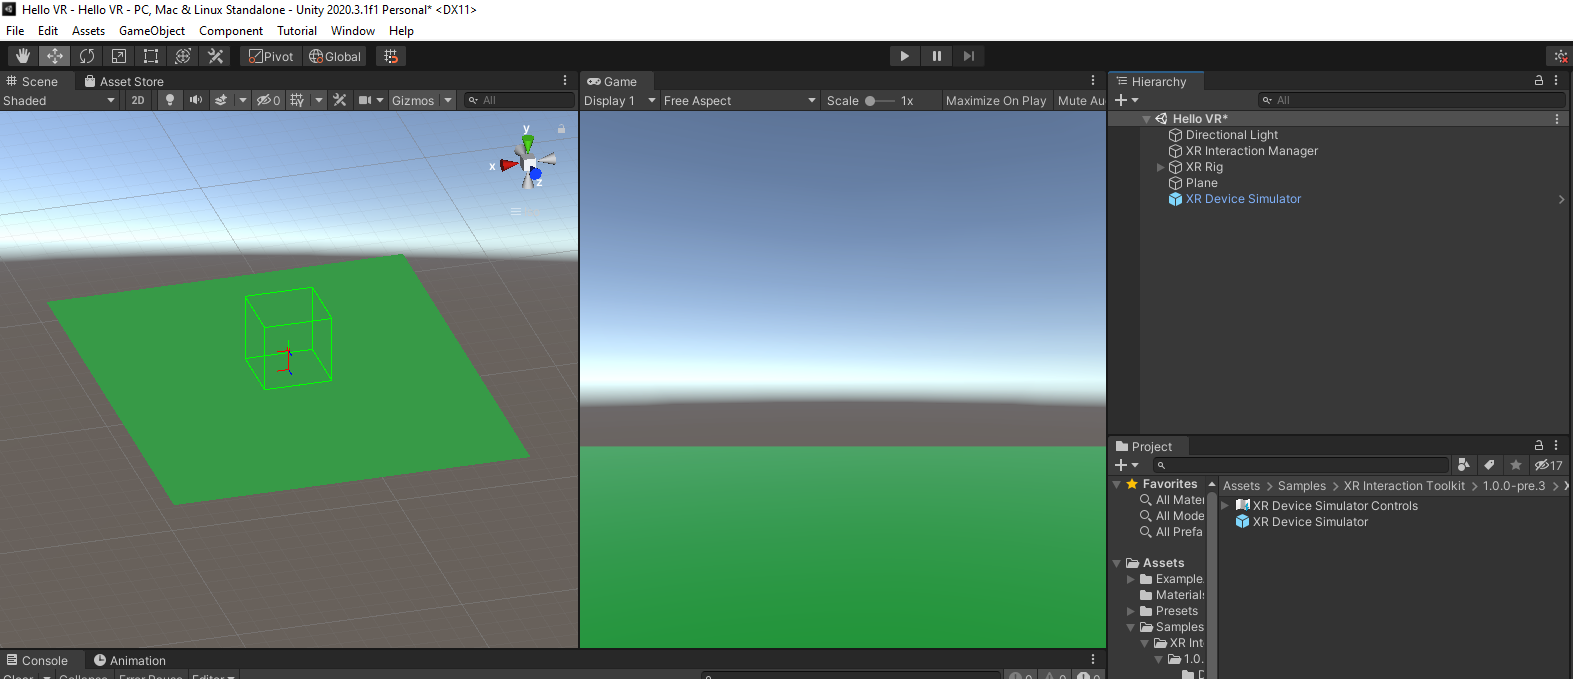 Hello VR - Hello VR - PC, Mac & Linux Standalone - Unity 2020.3.1f1 Personal* <DX11>
File Edit Assets GameObject Component Tutorial Window Help
Pivot Global
Scene Asset Store
Shaded 2D 0 Gizmos All
y
x
z
Game
Display 1 Free Aspect Scale 1x Maximize On Play Mute Au
Hierarchy
All
Hello VR*
Directional Light
XR Interaction Manager
XR Rig
Plane
XR Device Simulator
Project
17
Favorites
All Mater
All Mode
All Prefa
Assets
Example
Materials
Presets
Samples
XR Int
1.0.
Assets > Samples > XR Interaction Toolkit > 1.0.0-pre.3 > X
XR Device Simulator Controls
XR Device Simulator
Console Animation
Clear Collapse Error Pause Editor 0 0 0